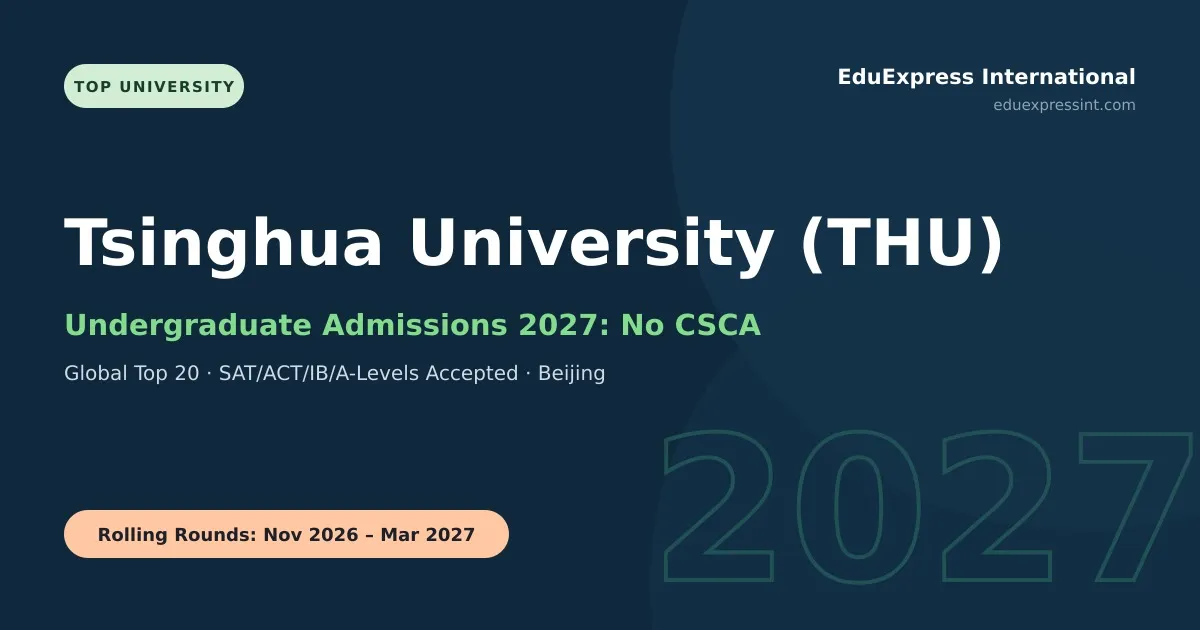 TOP UNIVERSITY
EduExpress International
eduexpressint.com
Tsinghua University (THU)
Undergraduate Admissions 2027: No CSCA
Global Top 20 · SAT/ACT/IB/A-Levels Accepted · Beijing
2027
Rolling Rounds: Nov 2026 – Mar 2027